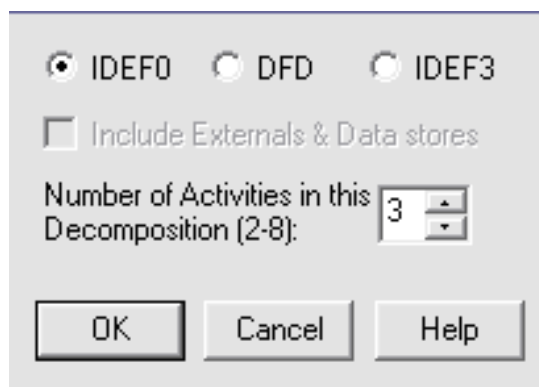 IDEF0 DFD IDEF3
Include Externals & Data stores
Number of Activities in this
Decomposition (2-8):
3
OK Cancel Help